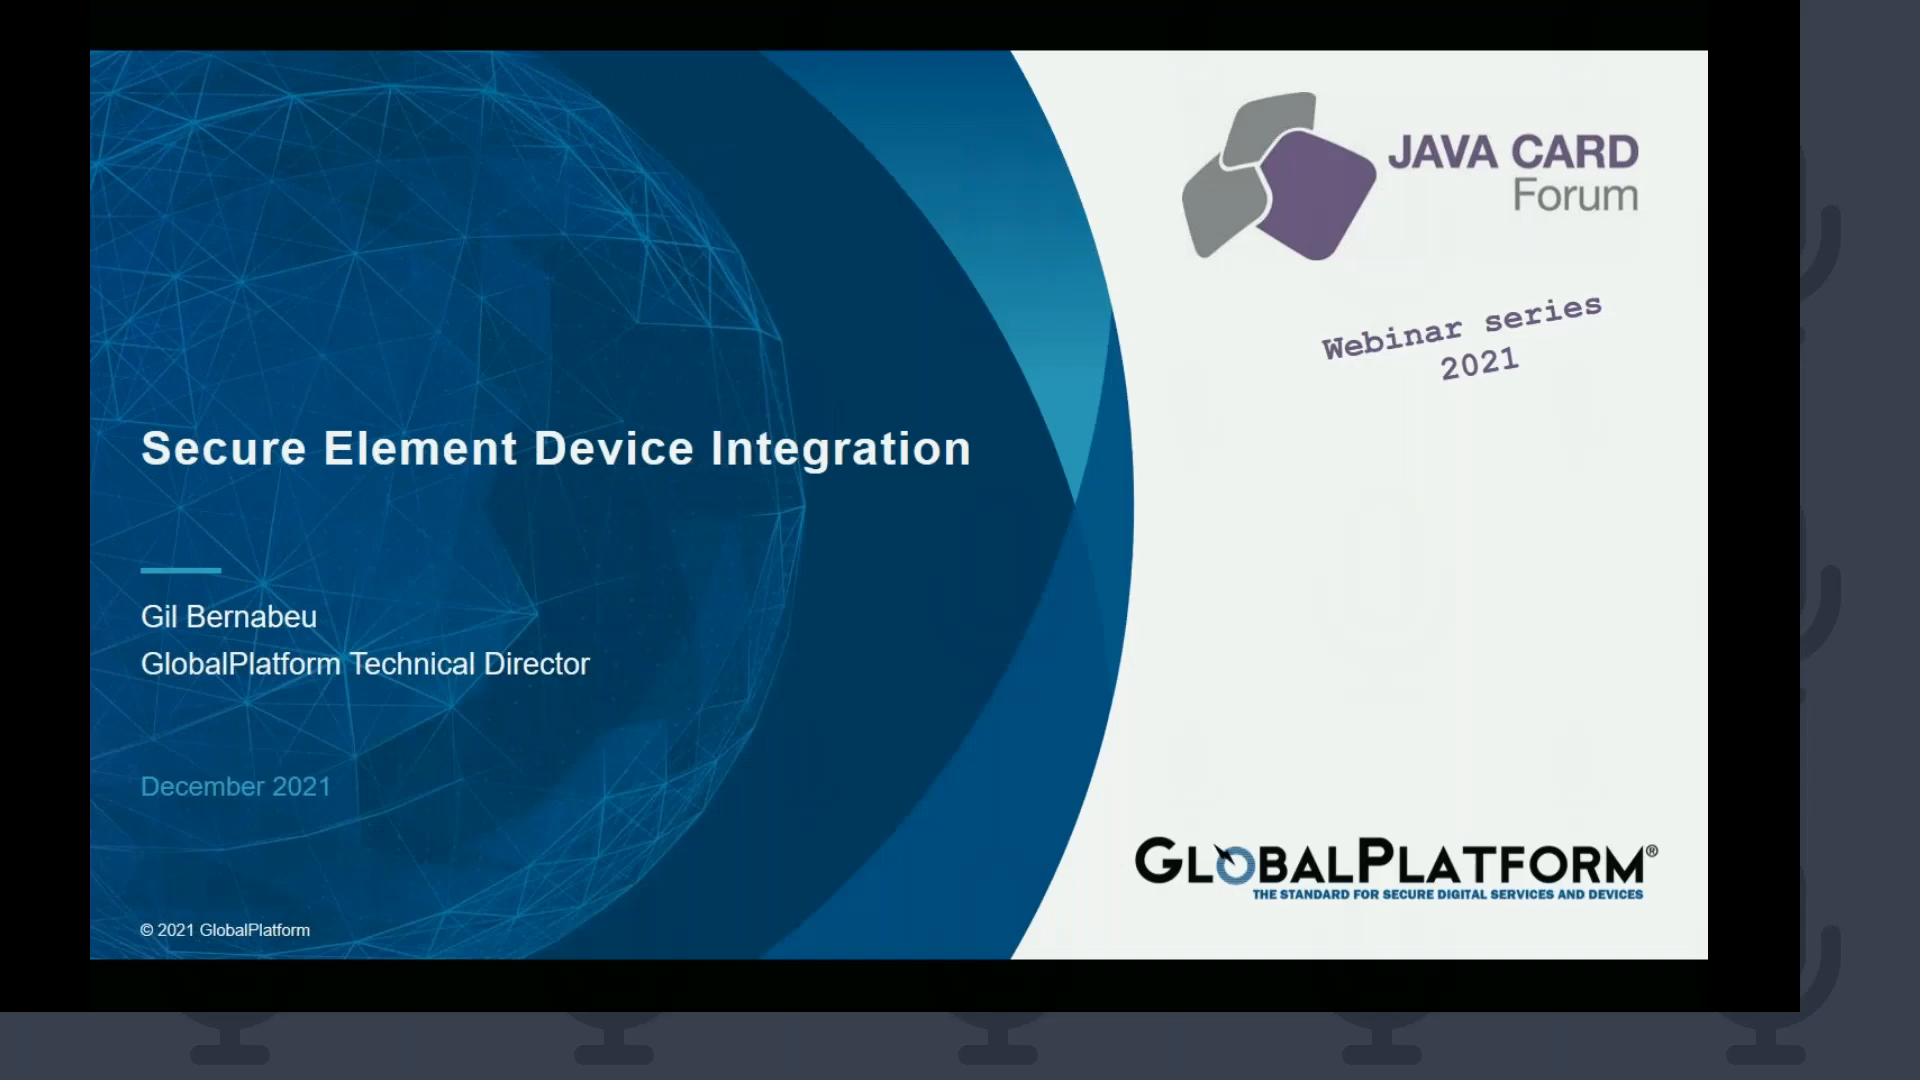 JAVA CARD
Forum
Webinar series
2021
Secure Element Device Integration
Gil Bernabeu
GlobalPlatform Technical Director
December 2021
© 2021 GlobalPlatform
GLOBALPLATFORM®
THE STANDARD FOR SECURE DIGITAL SERVICES AND DEVICES